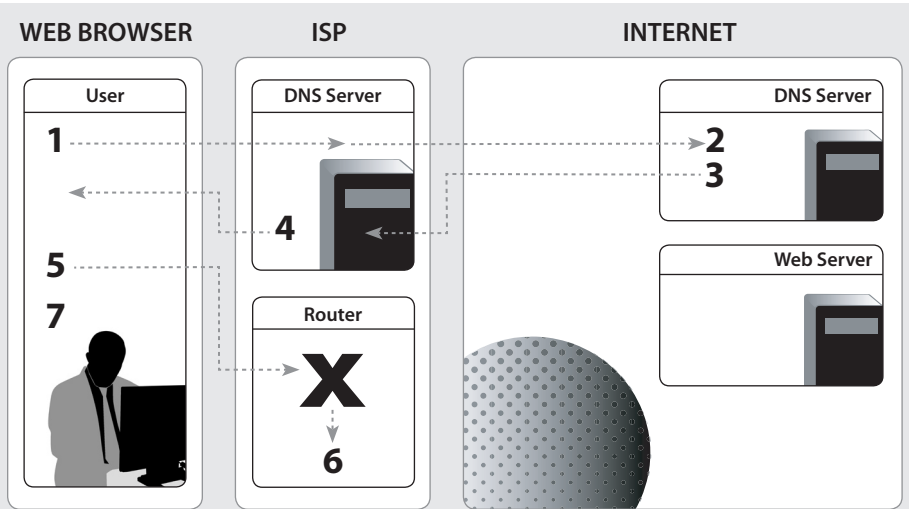 WEB BROWSER
ISP
INTERNET
User
1
5
7
DNS Server
4
Router
X
6
DNS Server
2
3
Web Server